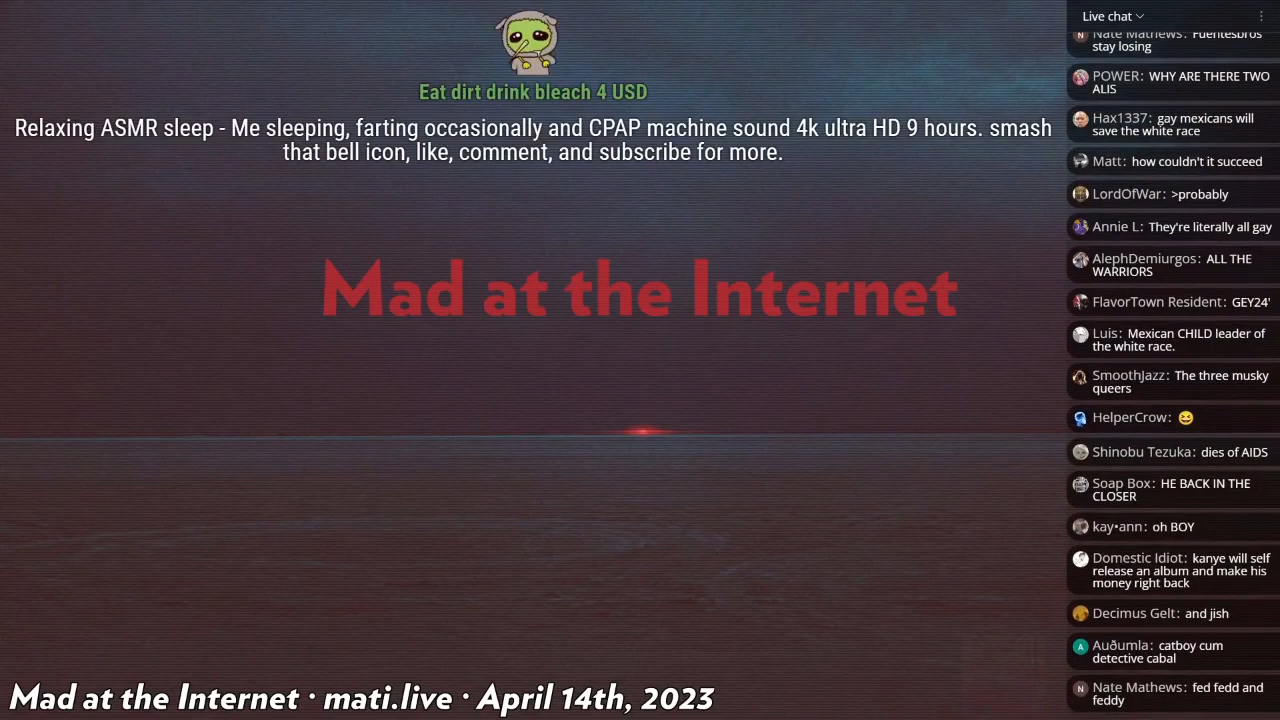 Eat dirt drink bleach 4 USD
Relaxing ASMR sleep - Me sleeping, farting occasionally and CPAP machine sound 4k ultra HD 9 hours. smash
that bell icon, like, comment, and subscribe for more.
Mad at the Internet
Mad at the Internet · mati.live · April 14th, 2023
Live chat
N Nate Mathews: Fuentesbros
stay losing
POWER: WHY ARE THERE TWO
ALIS
Hax1337: gay mexicans will
save the white race
Matt: how couldn't it succeed
LordOfWar: >probably
Annie L: They're literally all gay
AlephDemiurgos: ALL THE
WARRIORS
FlavorTown Resident: GEY24'
Luis: Mexican CHILD leader of
the white race.
SmoothJazz: The three musky
queers
HelperCrow: 😆
Shinobu Tezuka: dies of AIDS
Soap Box: HE BACK IN THE
CLOSER
kay•ann: oh BOY
Domestic Idiot: kanye will self
release an album and make his
money right back
Decimus Gelt: and jish
A Auðumla: catboy cum
detective cabal
N Nate Mathews: fed fedd and
feddy